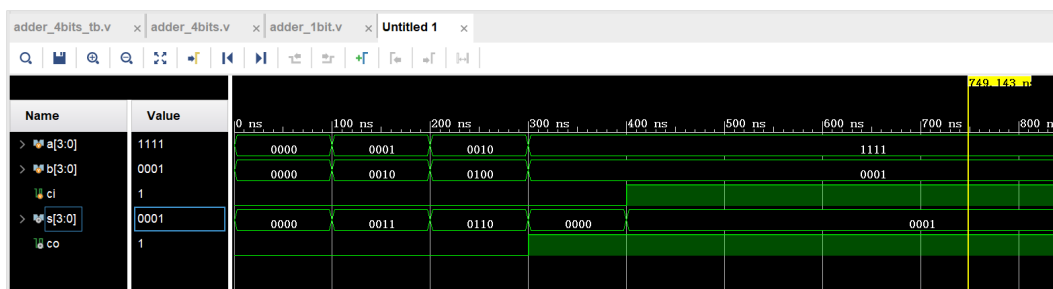 adder_4bits_tb.v × adder_4bits.v × adder_1bit.v × Untitled 1 ×
749.143 n
Name Value
0 ns 100 ns 200 ns 300 ns 400 ns 500 ns 600 ns 700 ns 800 n
> a[3:0] 1111 0000 0001 0010 1111
> b[3:0] 0001 0000 0010 0100 0001
ci 1
> s[3:0] 0001 0000 0011 0110 0000 0001
co 1